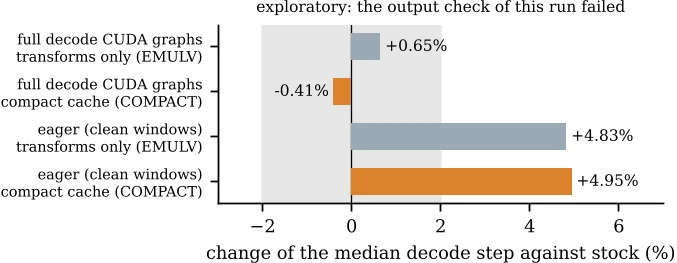 exploratory: the output check of this run failed
full decode CUDA graphs
transforms only (EMULV)
+0.65%
full decode CUDA graphs
compact cache (COMPACT)
-0.41%
eager (clean windows)
transforms only (EMULV)
+4.83%
eager (clean windows)
compact cache (COMPACT)
+4.95%
−2 0 2 4 6
change of the median decode step against stock (%)